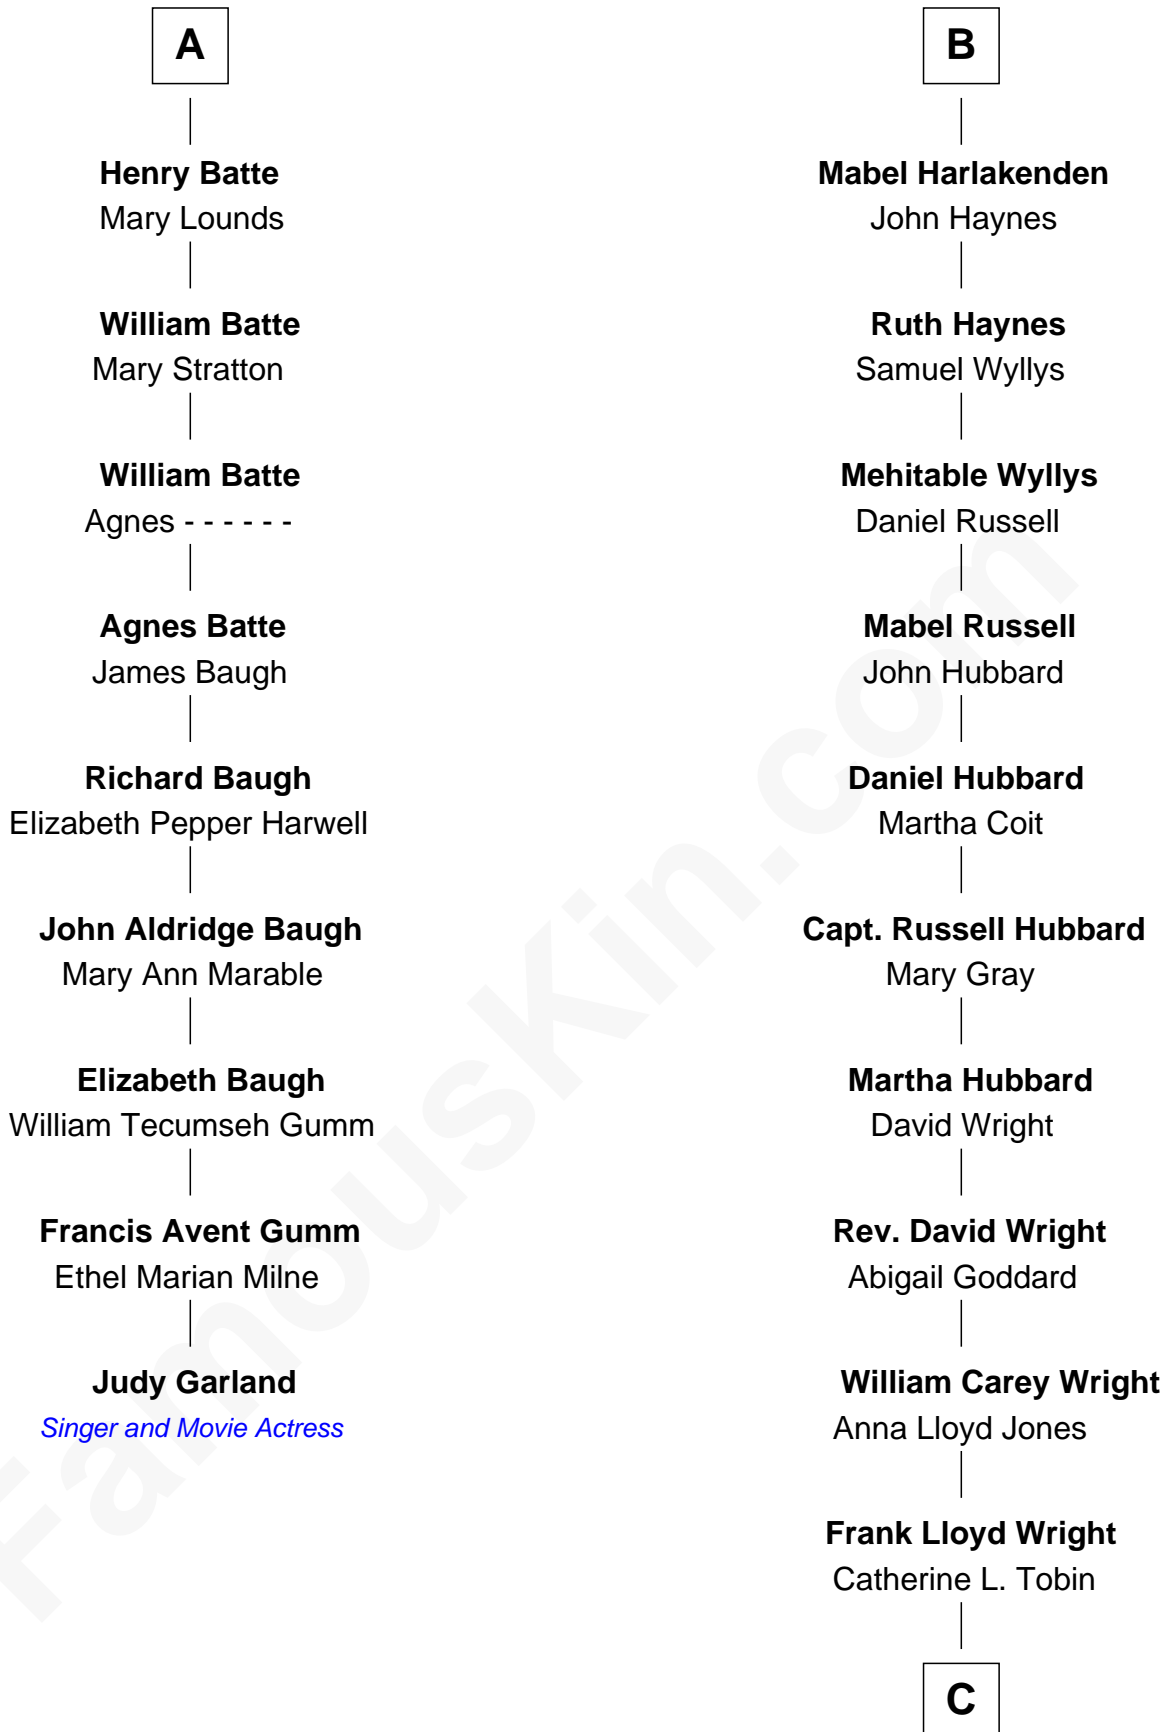 A
Henry Batte
Mary Lounds
William Batte
Mary Stratton
William Batte
Agnes - - - - - -
Agnes Batte
James Baugh
Richard Baugh
Elizabeth Pepper Harwell
John Aldridge Baugh
Mary Ann Marable
Elizabeth Baugh
William Tecumseh Gumm
Francis Avent Gumm
Ethel Marian Milne
Judy Garland
Singer and Movie Actress
B
Mabel Harlakenden
John Haynes
Ruth Haynes
Samuel Wyllys
Mehitable Wyllys
Daniel Russell
Mabel Russell
John Hubbard
Daniel Hubbard
Martha Coit
Capt. Russell Hubbard
Mary Gray
Martha Hubbard
David Wright
Rev. David Wright
Abigail Goddard
William Carey Wright
Anna Lloyd Jones
Frank Lloyd Wright
Catherine L. Tobin
C
FamousKin.com